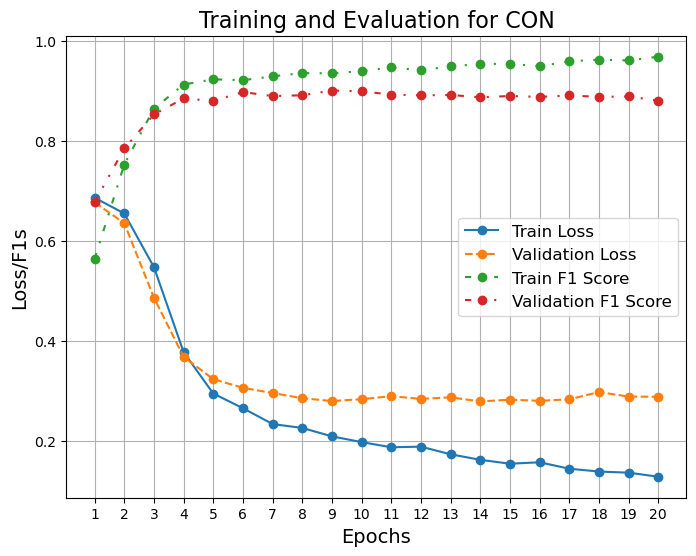 Training and Evaluation for CON
Loss/F1s
1.0
0.8
0.6
0.4
0.2
Train Loss
Validation Loss
Train F1 Score
Validation F1 Score
1 2 3 4 5 6 7 8 9 10 11 12 13 14 15 16 17 18 19 20
Epochs